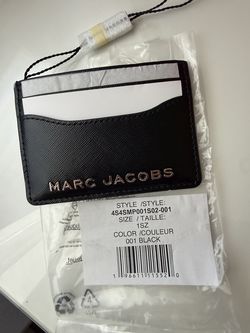 MARC JACOBS
STYLE /STYLE:
4S4SMP001S02-001
SIZE / TAILLE:
1SZ
COLOR /COULEUR
001 BLACK